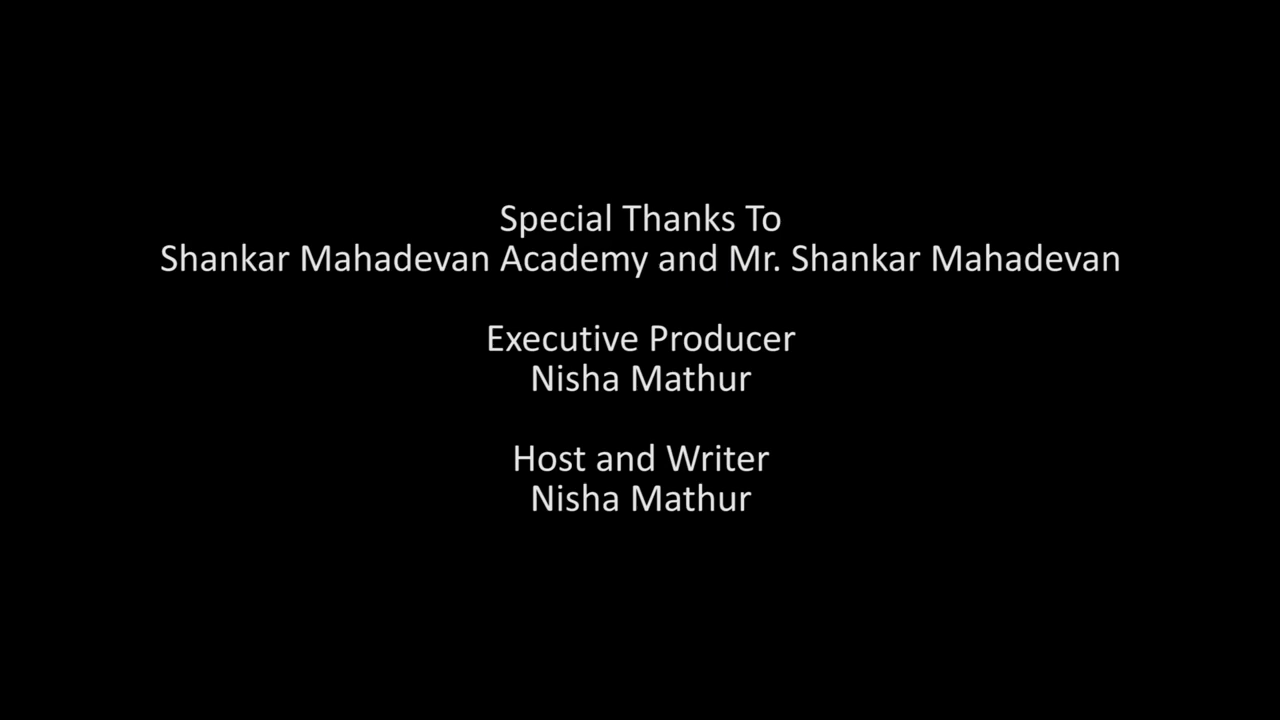 Special Thanks To
Shankar Mahadevan Academy and Mr. Shankar Mahadevan
Executive Producer
Nisha Mathur
Host and Writer
Nisha Mathur